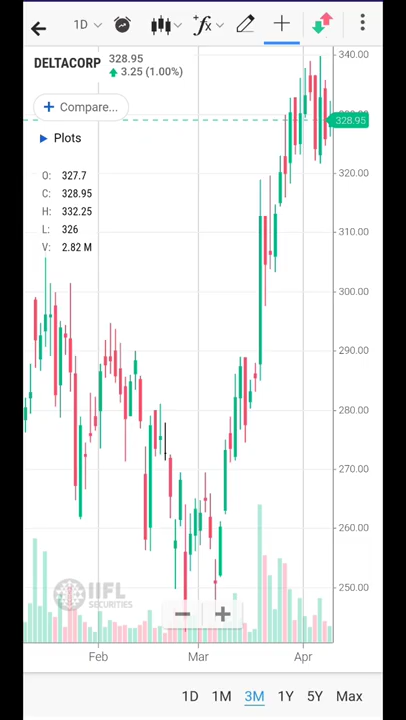 1D
fx
DELTACORP
328.95
3.25 (1.00%)
Compare...
Plots
O: 327.7
C: 328.95
H: 332.25
L: 326
V: 2.82 M
340.00
328.95
320.00
310.00
300.00
290.00
280.00
270.00
260.00
250.00
IIFL
SECURITIES
Feb Mar Apr
1D 1M 3M 1Y 5Y Max